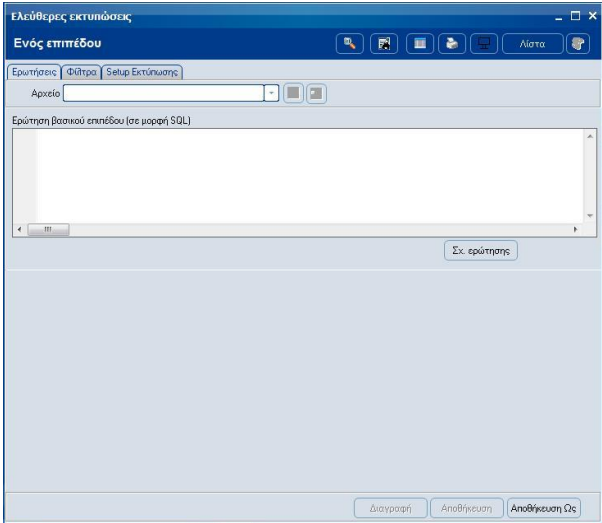 Ελεύθερες εκτυπώσεις
Ενός επιπέδου
Λίστα
Ερωτήσεις Φίλτρα Setup Εκτύπωσης
Αρχείο
Ερώτηση βασικού επιπέδου (σε μορφή SQL)
Σχ. ερώτησης
Διαγραφή Αποθήκευση Αποθήκευση Ως